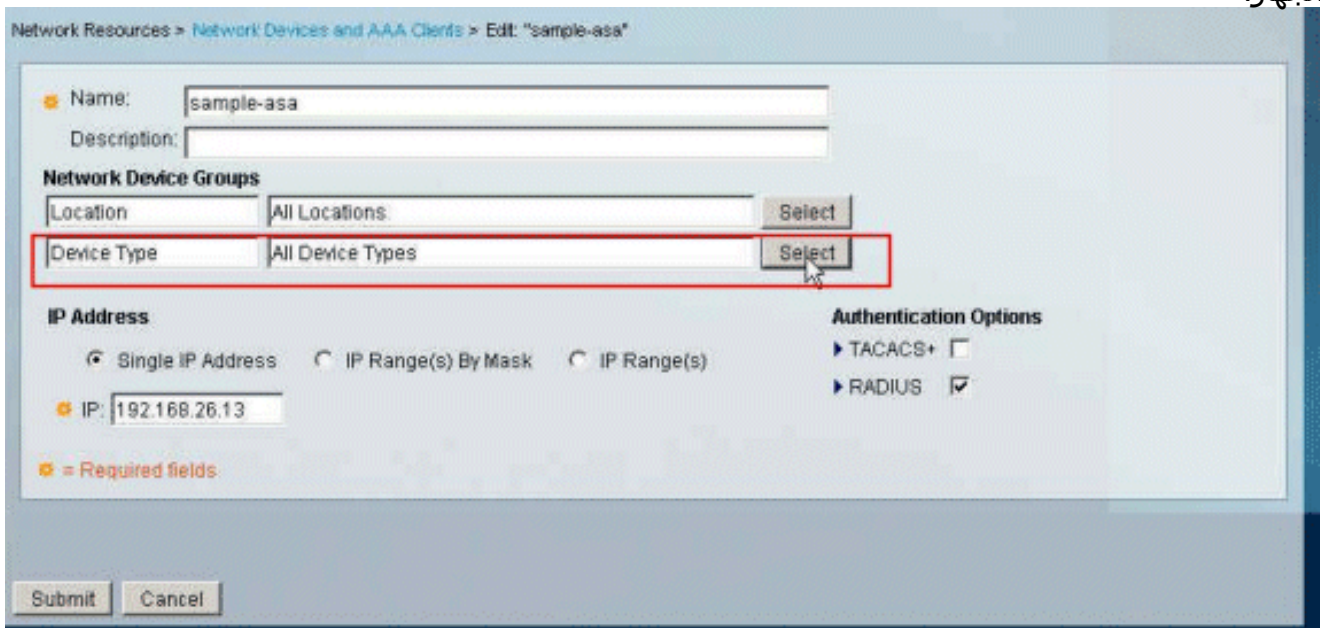 Network Resources > Network Devices and AAA Clients > Edit: "sample-asa"
Name: sample-asa
Description:
Network Device Groups
Location All Locations Select
Device Type All Device Types Select
IP Address Authentication Options
Single IP Address IP Range(s) By Mask IP Range(s) TACACS+
RADIUS
IP: 192.168.26.13
= Required fields
Submit Cancel